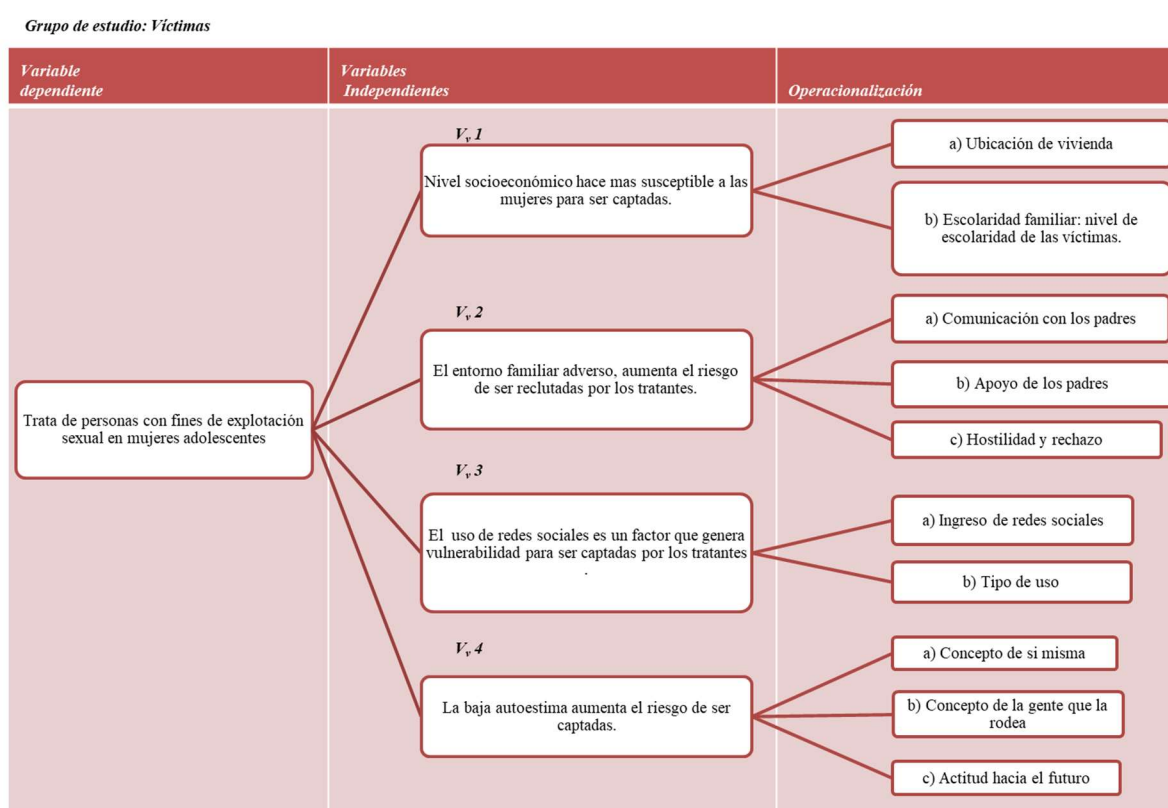 Grupo de estudio: Víctimas
Variable
dependiente
Variables
Independientes
Operacionalización
Trata de personas con fines de explotación
sexual en mujeres adolescentes
Vv 1
Nivel socioeconómico hace mas susceptible a las
mujeres para ser captadas.
a) Ubicación de vivienda
b) Escolaridad familiar: nivel de
escolaridad de las víctimas.
Vv 2
El entorno familiar adverso, aumenta el riesgo
de ser reclutadas por los tratantes.
a) Comunicación con los padres
b) Apoyo de los padres
c) Hostilidad y rechazo
Vv 3
El uso de redes sociales es un factor que genera
vulnerabilidad para ser captadas por los tratantes
.
a) Ingreso de redes sociales
b) Tipo de uso
Vv 4
La baja autoestima aumenta el riesgo de ser
captadas.
a) Concepto de si misma
b) Concepto de la gente que la
rodea
c) Actitud hacia el futuro